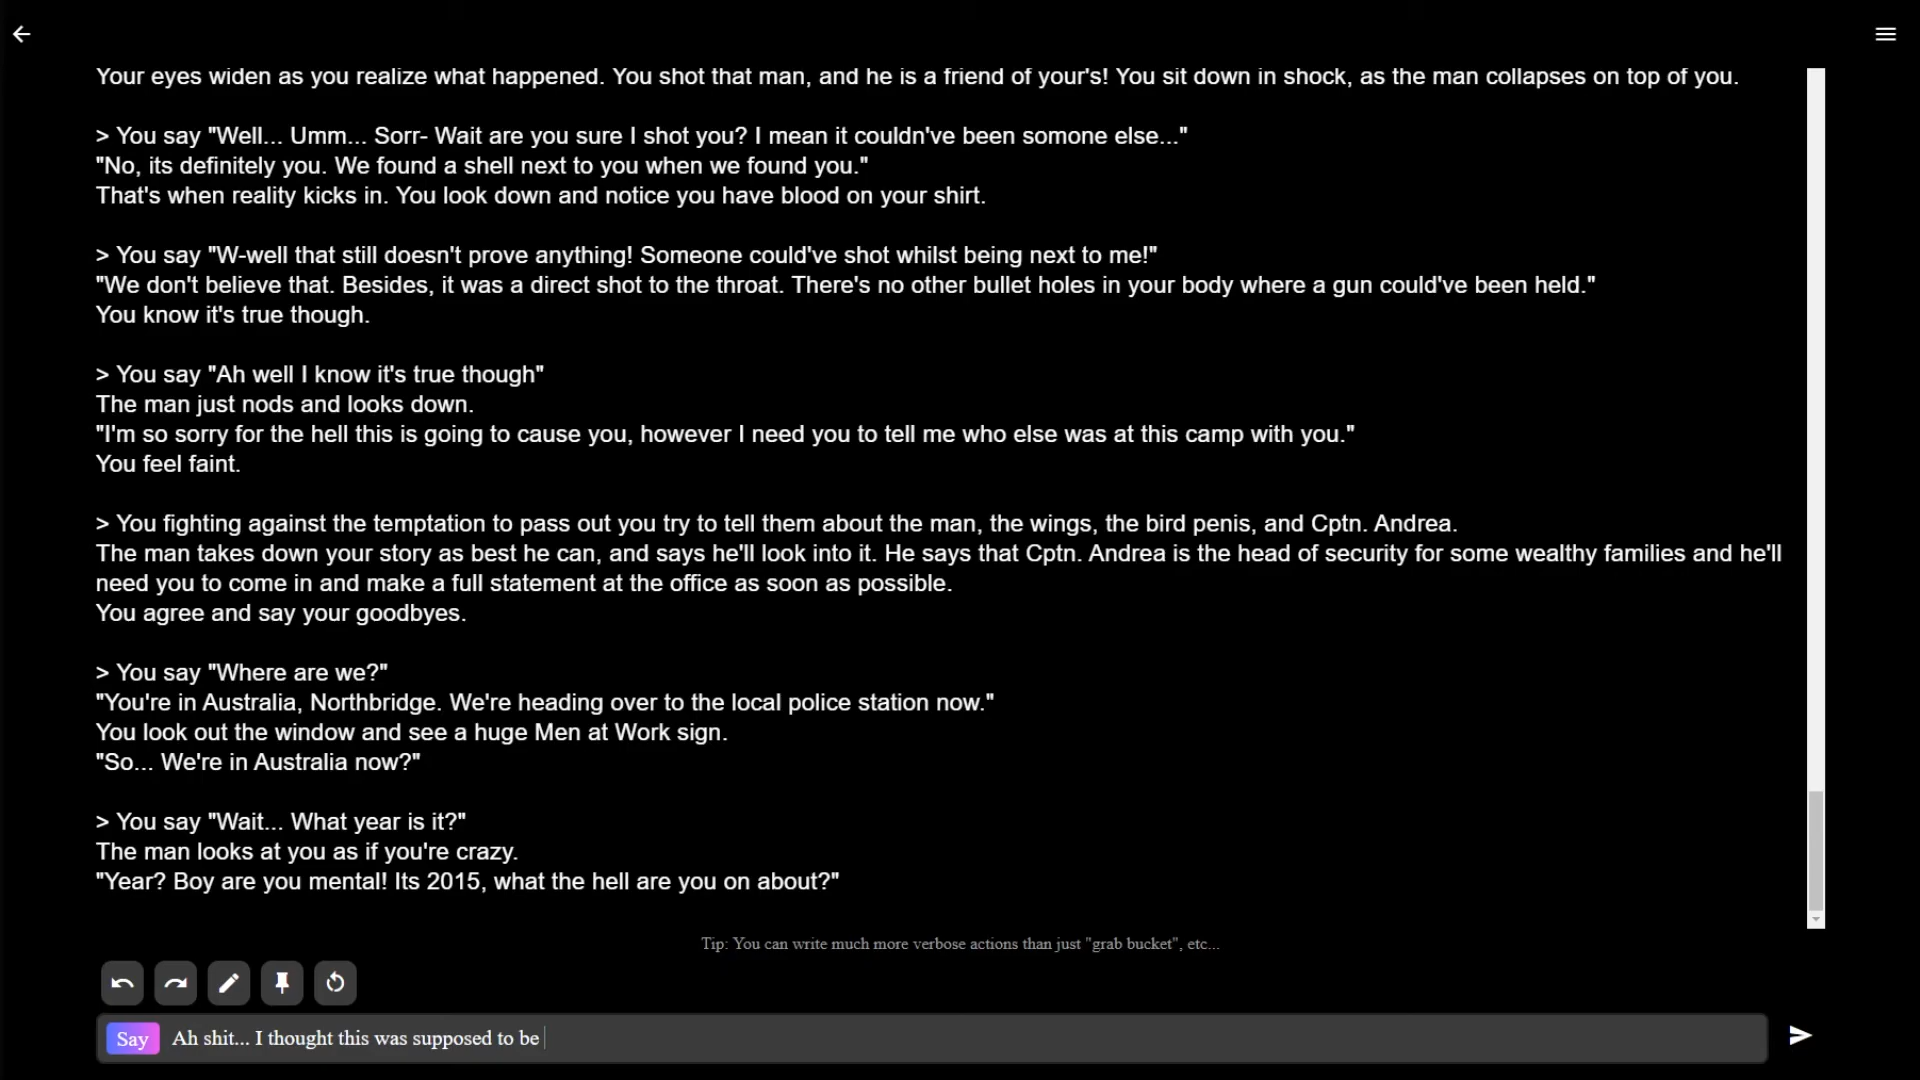 Your eyes widen as you realize what happened. You shot that man, and he is a friend of your's! You sit down in shock, as the man collapses on top of you.
> You say "Well... Umm... Sorr- Wait are you sure I shot you? I mean it couldn've been somone else..."
"No, its definitely you. We found a shell next to you when we found you."
That's when reality kicks in. You look down and notice you have blood on your shirt.
> You say "W-well that still doesn't prove anything! Someone could've shot whilst being next to me!"
"We don't believe that. Besides, it was a direct shot to the throat. There's no other bullet holes in your body where a gun could've been held."
You know it's true though.
> You say "Ah well I know it's true though"
The man just nods and looks down.
"I'm so sorry for the hell this is going to cause you, however I need you to tell me who else was at this camp with you."
You feel faint.
> You fighting against the temptation to pass out you try to tell them about the man, the wings, the bird penis, and Cptn. Andrea.
The man takes down your story as best he can, and says he'll look into it. He says that Cptn. Andrea is the head of security for some wealthy families and he'll
need you to come in and make a full statement at the office as soon as possible.
You agree and say your goodbyes.
> You say "Where are we?"
"You're in Australia, Northbridge. We're heading over to the local police station now."
You look out the window and see a huge Men at Work sign.
"So... We're in Australia now?"
> You say "Wait... What year is it?"
The man looks at you as if you're crazy.
"Year? Boy are you mental! Its 2015, what the hell are you on about?"
Tip: You can write much more verbose actions than just "grab bucket", etc...
Say Ah shit... I thought this was supposed to be